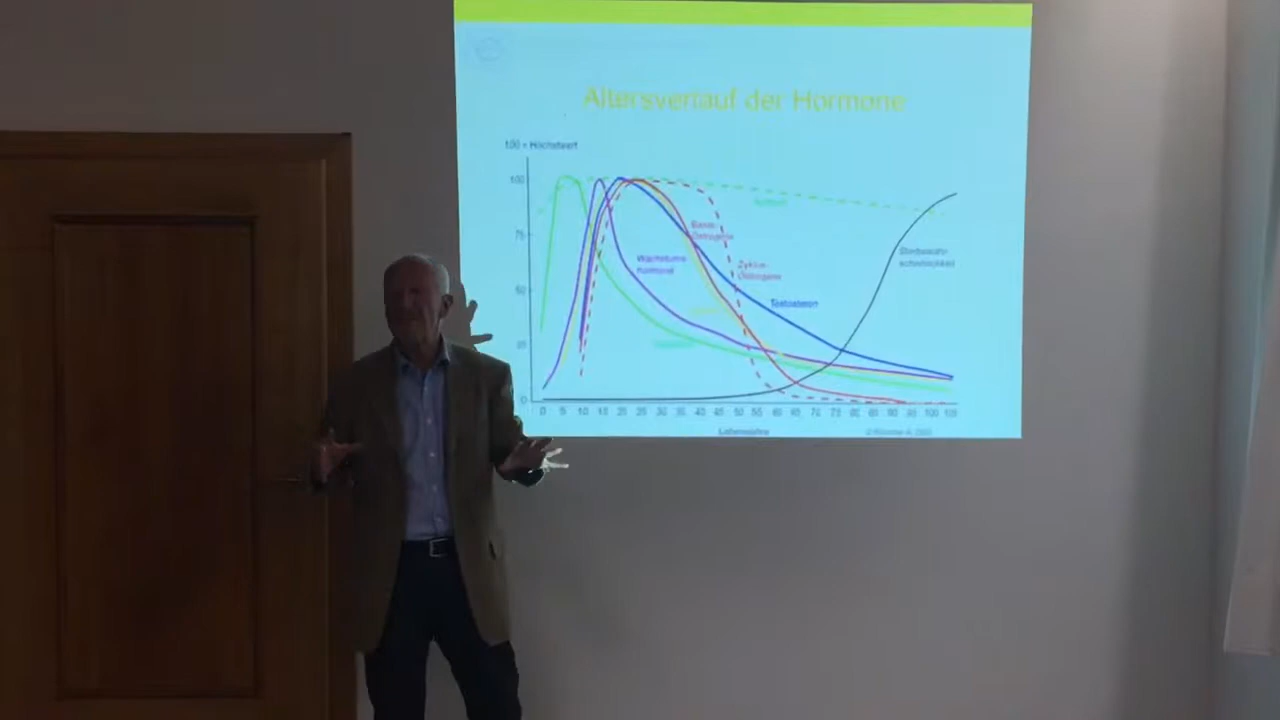 Altersverlauf der Hormone
100 = Höchstwert
100
75
50
25
0
Basis-
Östrogene
Wachstums-
hormone
Zyklus-
Östrogene
Testosteron
Sterbewahr-
scheinlichkeit
0 5 10 15 20 25 30 35 40 45 50 55 60 65 70 75 80 85 90 95 100 105
Lebensjahre